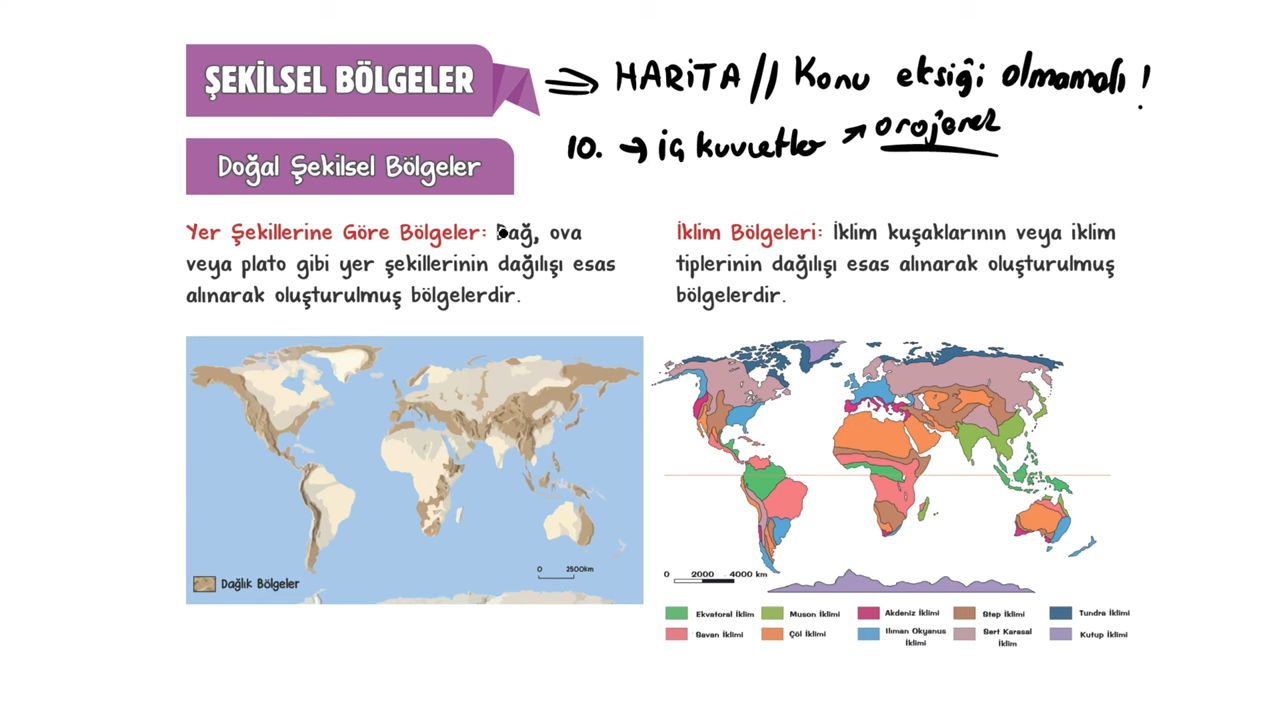 ŞEKİLSEL BÖLGELER
⇒ HARİTA // Konu eksiği olmamalı !
10. → iç kuvvetler ↗ orojenez
Doğal Şekilsel Bölgeler
Yer Şekillerine Göre Bölgeler: Dağ, ova
veya plato gibi yer şekillerinin dağılışı esas
alınarak oluşturulmuş bölgelerdir.
İklim Bölgeleri: İklim kuşaklarının veya iklim
tiplerinin dağılışı esas alınarak oluşturulmuş
bölgelerdir.
Dağlık Bölgeler
0 2500km
0 2000 4000 km
Ekvatoral İklim
Muson İklimi
Akdeniz İklimi
Step İklimi
Tundra İklimi
Savan İklimi
Çöl İklimi
Ilıman Okyanus
İklimi
Sert Karasal
İklim
Kutup İklimi